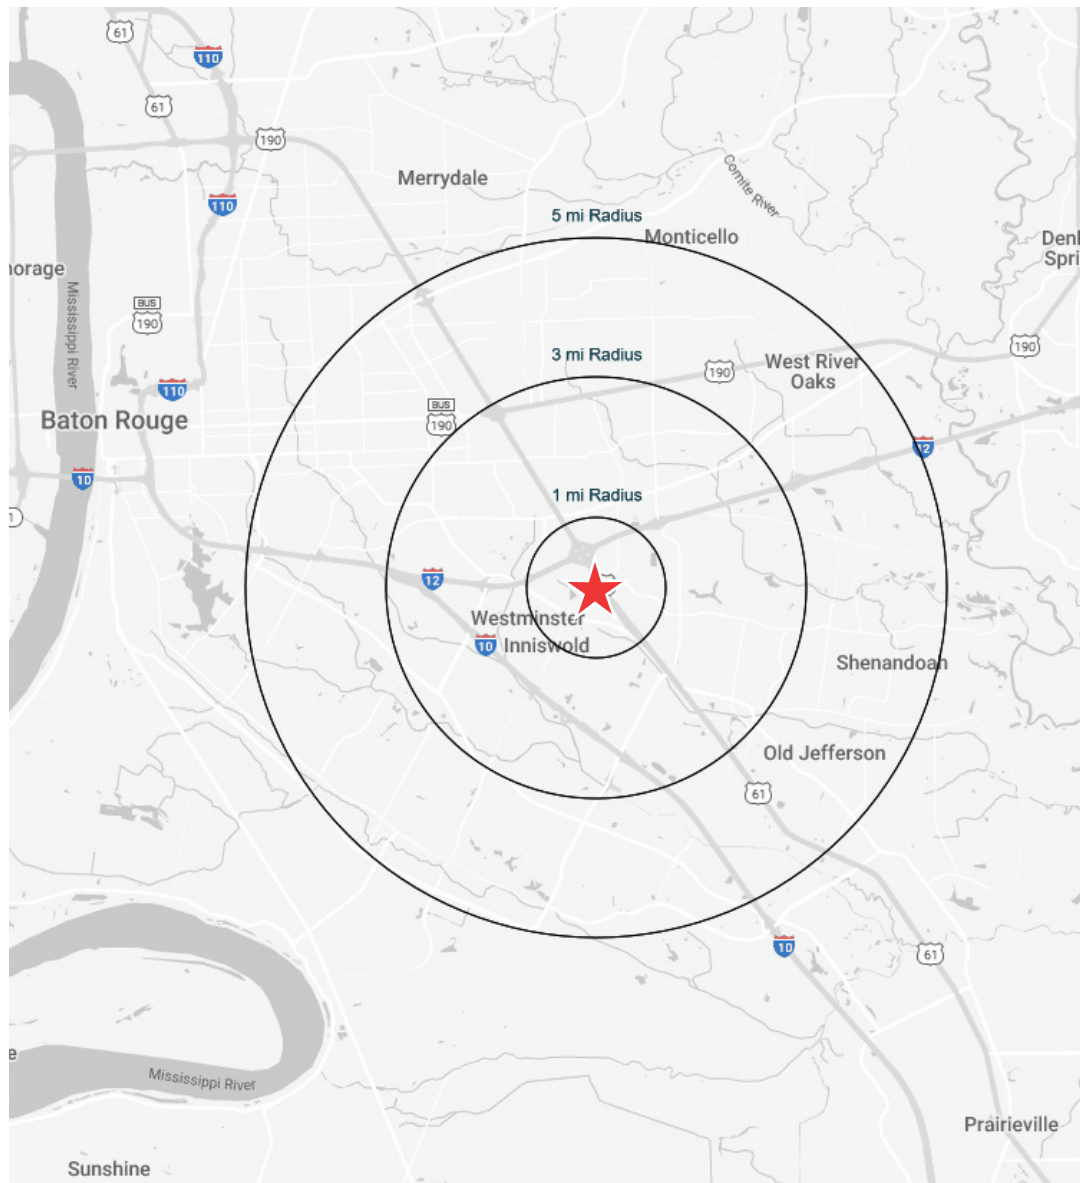 61
110
61
190
Merrydale
Comite River
110
5 mi Radius
Monticello
Denh
Spri
horage
Mississippi River
BUS
190
190
3 mi Radius
190
West River
Oaks
110
BUS
190
Baton Rouge
12
10
1 mi Radius
1
12
Westminster
10
Inniswold
Shenandoah
Old Jefferson
61
10
61
e
Mississippi River
Prairieville
Sunshine